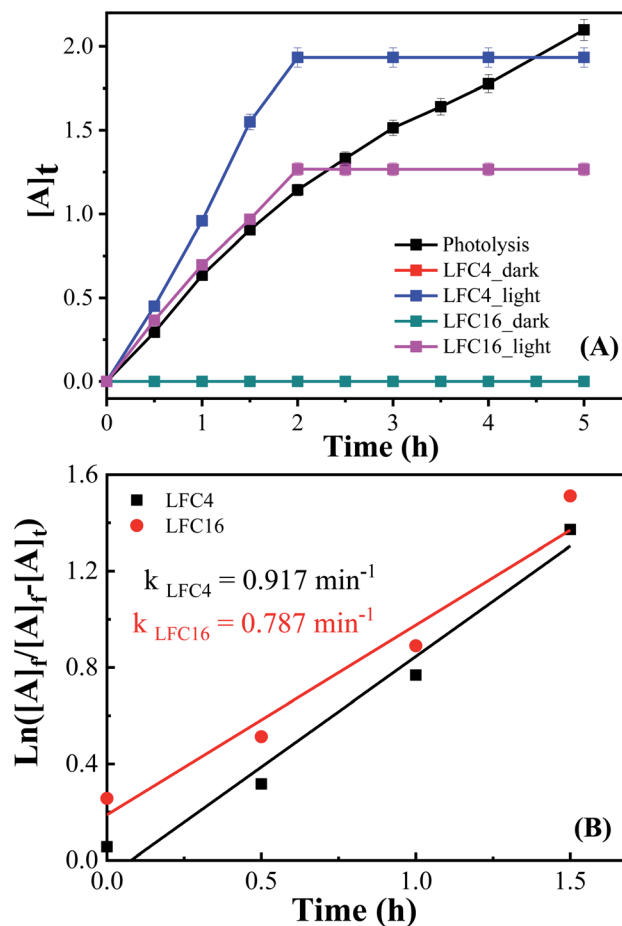 2.0
1.5
1.0
0.5
0.0
[A]t
Photolysis
LFC4_dark
LFC4_light
LFC16_dark
LFC16_light
(A)
0 1 2 3 4 5
Time (h)
1.6
1.2
0.8
0.4
0.0
Ln([A]f/[A]f-[A]t)
LFC4
LFC16
k LFC4 = 0.917 min-1
k LFC16 = 0.787 min-1
(B)
0.0 0.5 1.0 1.5
Time (h)